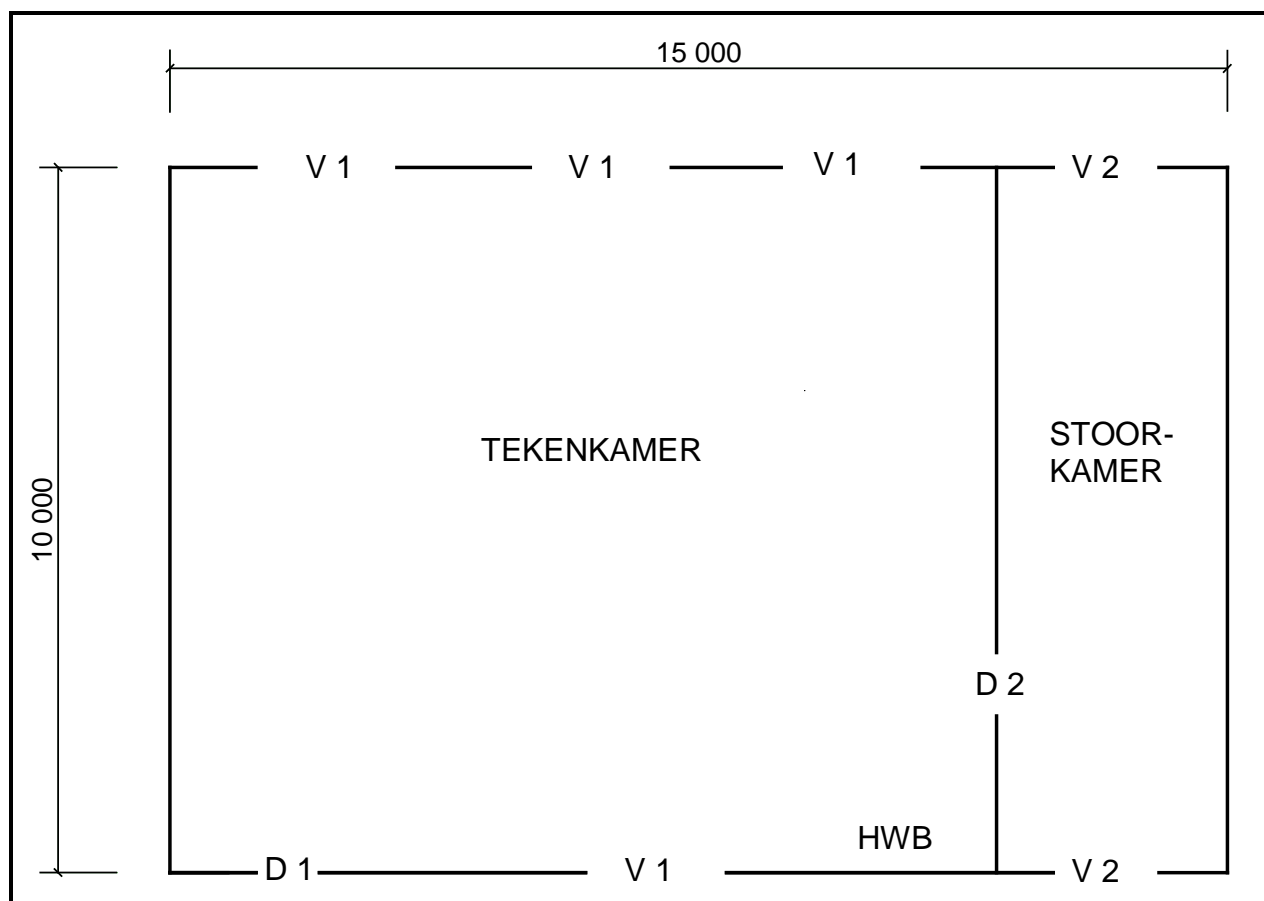 15 000
V 1
V 1
V 1
V 2
TEKENKAMER
STOOR-
KAMER
10 000
D 2
HWB
D 1
V 1
V 2